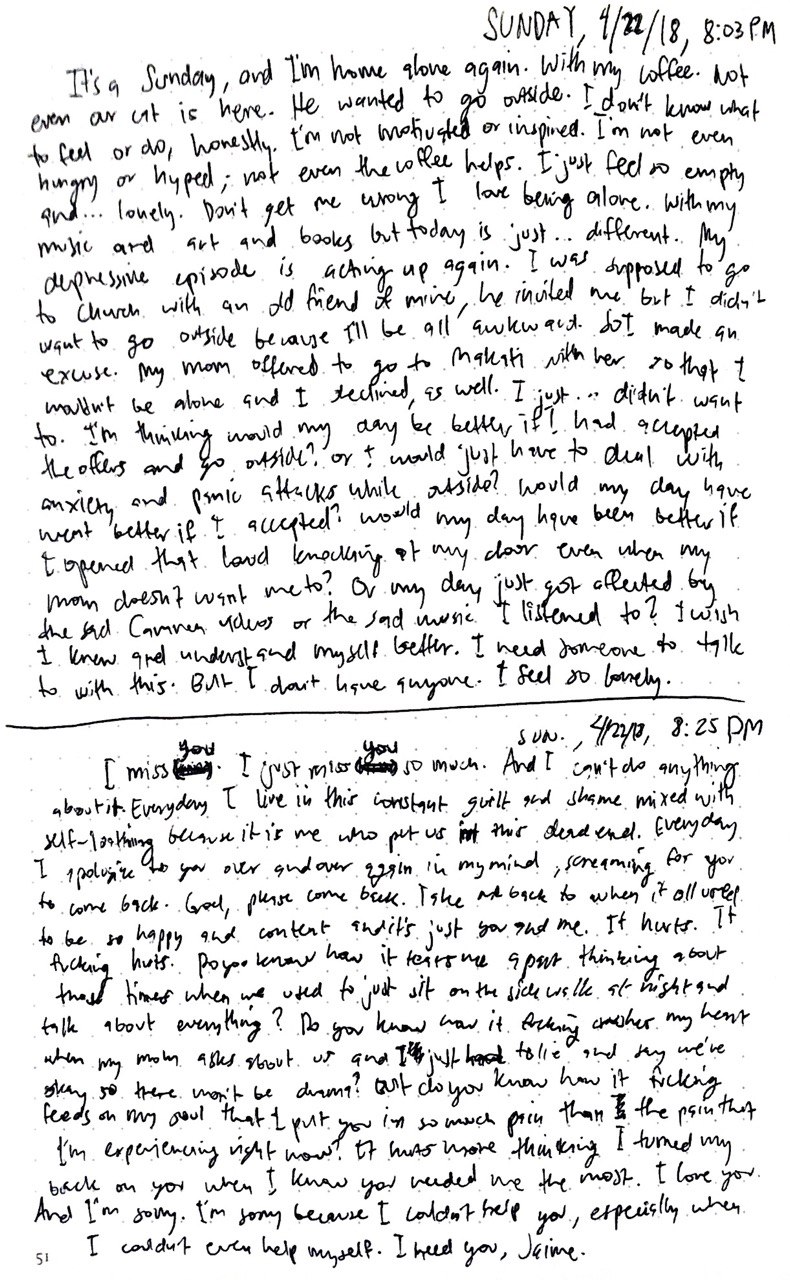 SUNDAY, 4/22/18, 8:03 PM
It's a Sunday, and I'm home alone again. With my coffee. Not
even our cat is here. He wanted to go outside. I don't know what
to feel or do, honestly. I'm not motivated or inspired. I'm not even
hungry or hyped; not even the coffee helps. I just feel so empty
and... lonely. Don't get me wrong I love being alone. With my
music and art and books but today is just... different. My
depressive episode is acting up again. I was supposed to go
to church with an old friend of mine, he invited me but I didn't
want to go outside because I'll be all awkward. So I made an
excuse. My mom offered to go to Makati with her so that I
wouldn't be alone and I declined, as well. I just... didn't want
to. I'm thinking would my day be better if I had accepted
the offers and go outside? or I would just have to deal with
anxiety and panic attacks while outside? Would my day have
went better if I accepted? Would my day have been better if
I opened that loud knocking at my door even when my
mom doesn't want me to? Or my day just got affected by
the sad videos or the sad music I listened to? I wish
I knew and understand myself better. I need someone to talk
to with this. But I don't have anyone. I feel so lonely.
SUN., 4/22/18, 8:25 PM
I miss you. I just miss you so much. And I can't do anything
about it. Everyday I live in this constant guilt and shame mixed with
self-loathing because it is me who put us in this dead end. Everyday
I apologize to you over and over again in my mind, screaming for you
to come back. God, please come back. Take me back to when it all used
to be so happy and content and it's just you and me. It hurts. It
fucking hurts. Do you know how it tears me apart thinking about
those times when we used to just sit on the sidewalk at night and
talk about everything? Do you know how it fucking crushes my heart
when my mom asks about us and I just to lie and say we're
okay so there won't be drama? But do you know how it fucking
feeds on my soul that I put you in so much pain than the pain that
I'm experiencing right now? It hurts more thinking I turned my
back on you when I know you needed me the most. I love you.
And I'm sorry. I'm sorry because I couldn't help you, especially when
I couldn't even help myself. I need you, Jaime.
51